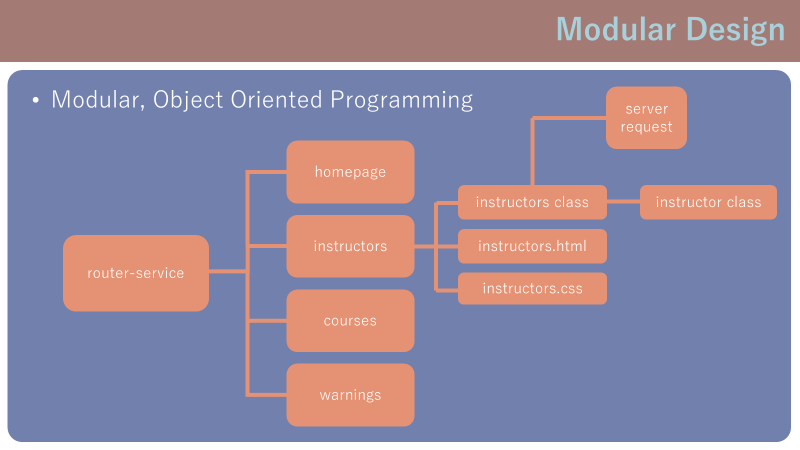 Modular Design
• Modular, Object Oriented Programming
server
request
homepage
instructors class
instructor class
instructors
instructors.html
router-service
instructors.css
courses
warnings